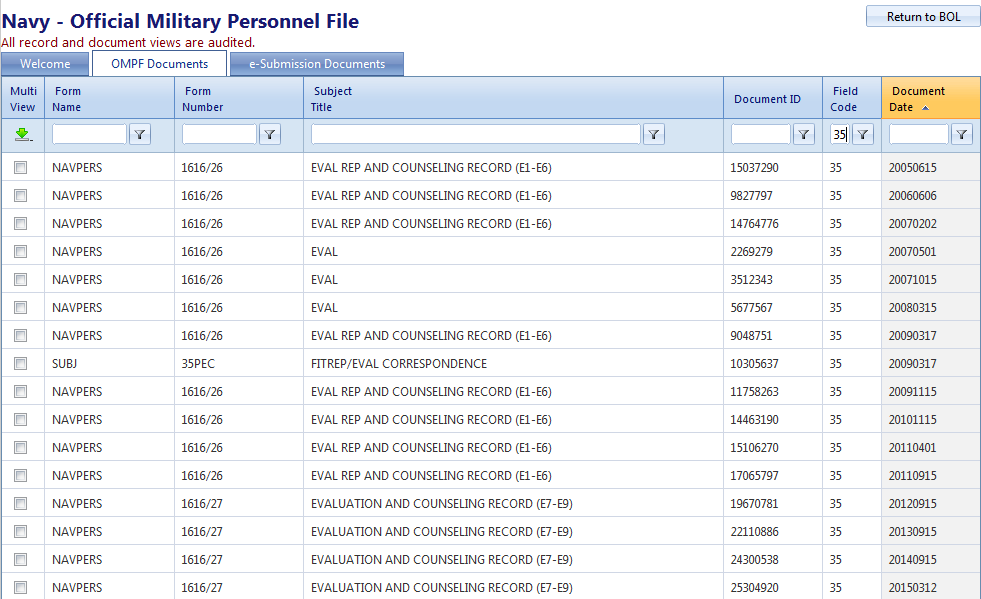 Navy - Official Military Personnel File
Return to BOL
All record and document views are audited.
Welcome OMPF Documents e-Submission Documents
Multi View Form Name Form Number Subject Title Document ID Field Code Document Date
35
NAVPERS 1616/26 EVAL REP AND COUNSELING RECORD (E1-E6) 15037290 35 20050615
NAVPERS 1616/26 EVAL REP AND COUNSELING RECORD (E1-E6) 9827797 35 20060606
NAVPERS 1616/26 EVAL REP AND COUNSELING RECORD (E1-E6) 14764776 35 20070202
NAVPERS 1616/26 EVAL 2269279 35 20070501
NAVPERS 1616/26 EVAL 3512343 35 20071015
NAVPERS 1616/26 EVAL 5677567 35 20080315
NAVPERS 1616/26 EVAL REP AND COUNSELING RECORD (E1-E6) 9048751 35 20090317
SUBJ 35PEC FITREP/EVAL CORRESPONDENCE 10305637 35 20090317
NAVPERS 1616/26 EVAL REP AND COUNSELING RECORD (E1-E6) 11758263 35 20091115
NAVPERS 1616/26 EVAL REP AND COUNSELING RECORD (E1-E6) 14463190 35 20101115
NAVPERS 1616/26 EVAL REP AND COUNSELING RECORD (E1-E6) 15106270 35 20110401
NAVPERS 1616/26 EVAL REP AND COUNSELING RECORD (E1-E6) 17065797 35 20110915
NAVPERS 1616/27 EVALUATION AND COUNSELING RECORD (E7-E9) 19670781 35 20120915
NAVPERS 1616/27 EVALUATION AND COUNSELING RECORD (E7-E9) 22110886 35 20130915
NAVPERS 1616/27 EVALUATION AND COUNSELING RECORD (E7-E9) 24300538 35 20140915
NAVPERS 1616/27 EVALUATION AND COUNSELING RECORD (E7-E9) 25304920 35 20150312